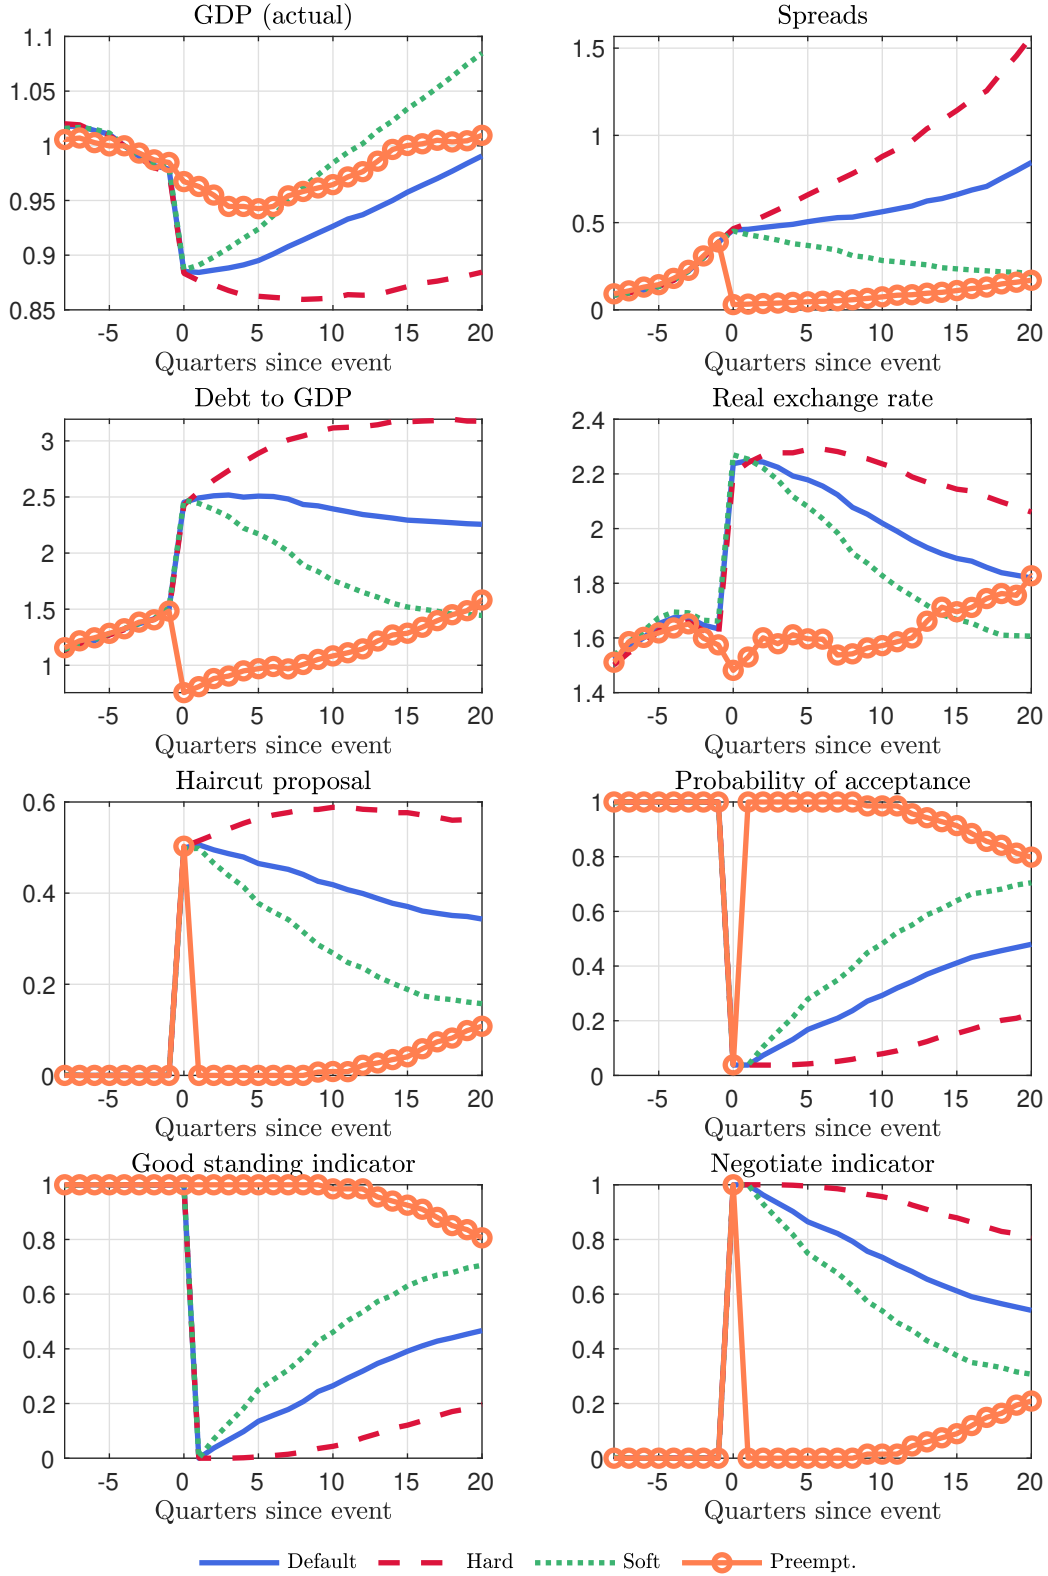 GDP (actual)
1.1
1.05
1
0.95
0.9
0.85
-5 0 5 10 15 20
Quarters since event
Spreads
1.5
1
0.5
0
-5 0 5 10 15 20
Quarters since event
Debt to GDP
3
2.5
2
1.5
1
-5 0 5 10 15 20
Quarters since event
Real exchange rate
2.4
2.2
2
1.8
1.6
1.4
-5 0 5 10 15 20
Quarters since event
Haircut proposal
0.6
0.4
0.2
0
-5 0 5 10 15 20
Quarters since event
Probability of acceptance
1
0.8
0.6
0.4
0.2
0
-5 0 5 10 15 20
Quarters since event
Good standing indicator
1
0.8
0.6
0.4
0.2
0
-5 0 5 10 15 20
Quarters since event
Negotiate indicator
1
0.8
0.6
0.4
0.2
0
-5 0 5 10 15 20
Quarters since event
Default Hard Soft Preempt.